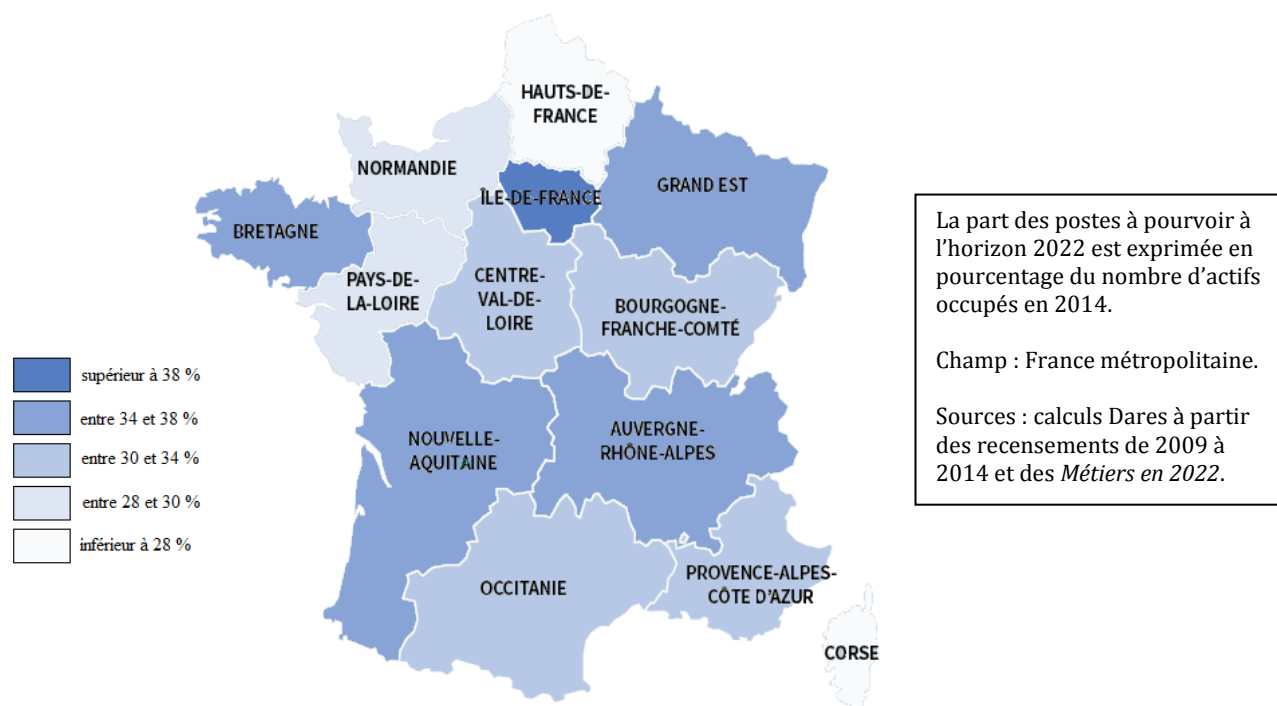 HAUTS-DE-
FRANCE
NORMANDIE
ÎLE-DE-FRANCE
GRAND EST
BRETAGNE
PAYS-DE-
LA-LOIRE
CENTRE-
VAL-DE-
LOIRE
BOURGOGNE-
FRANCHE-COMTÉ
NOUVELLE-
AQUITAINE
AUVERGNE-
RHÔNE-ALPES
OCCITANIE
PROVENCE-ALPES-
CÔTE D'AZUR
CORSE
supérieur à 38 %
entre 34 et 38 %
entre 30 et 34 %
entre 28 et 30 %
inférieur à 28 %
La part des postes à pourvoir à
l'horizon 2022 est exprimée en
pourcentage du nombre d'actifs
occupés en 2014.
Champ : France métropolitaine.
Sources : calculs Dares à partir
des recensements de 2009 à
2014 et des Métiers en 2022.